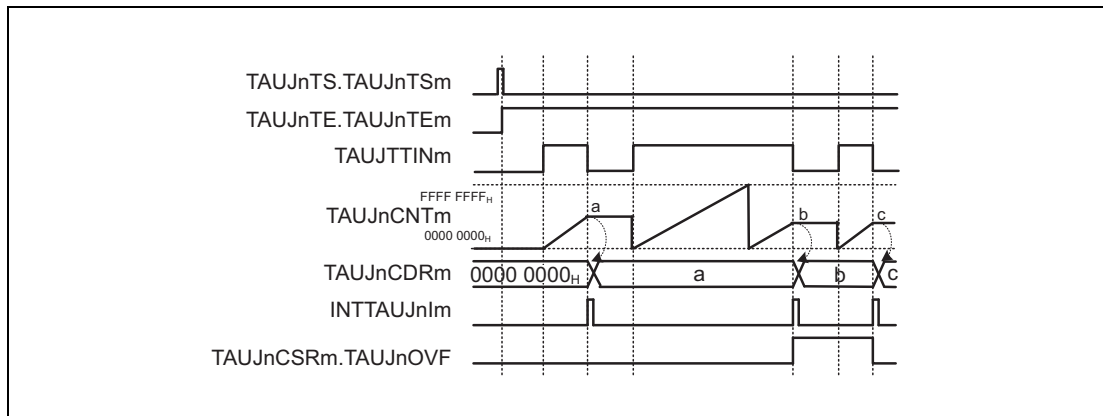 TAUJnTS.TAUJnTSm
TAUJnTE.TAUJnTEm
TAUJTTINm
FFFF FFFFH
TAUJnCNTm
0000 0000H
a
b
c
TAUJnCDRm
0000 0000H
a
b
c
INTTAUJnIm
TAUJnCSRm.TAUJnOVF